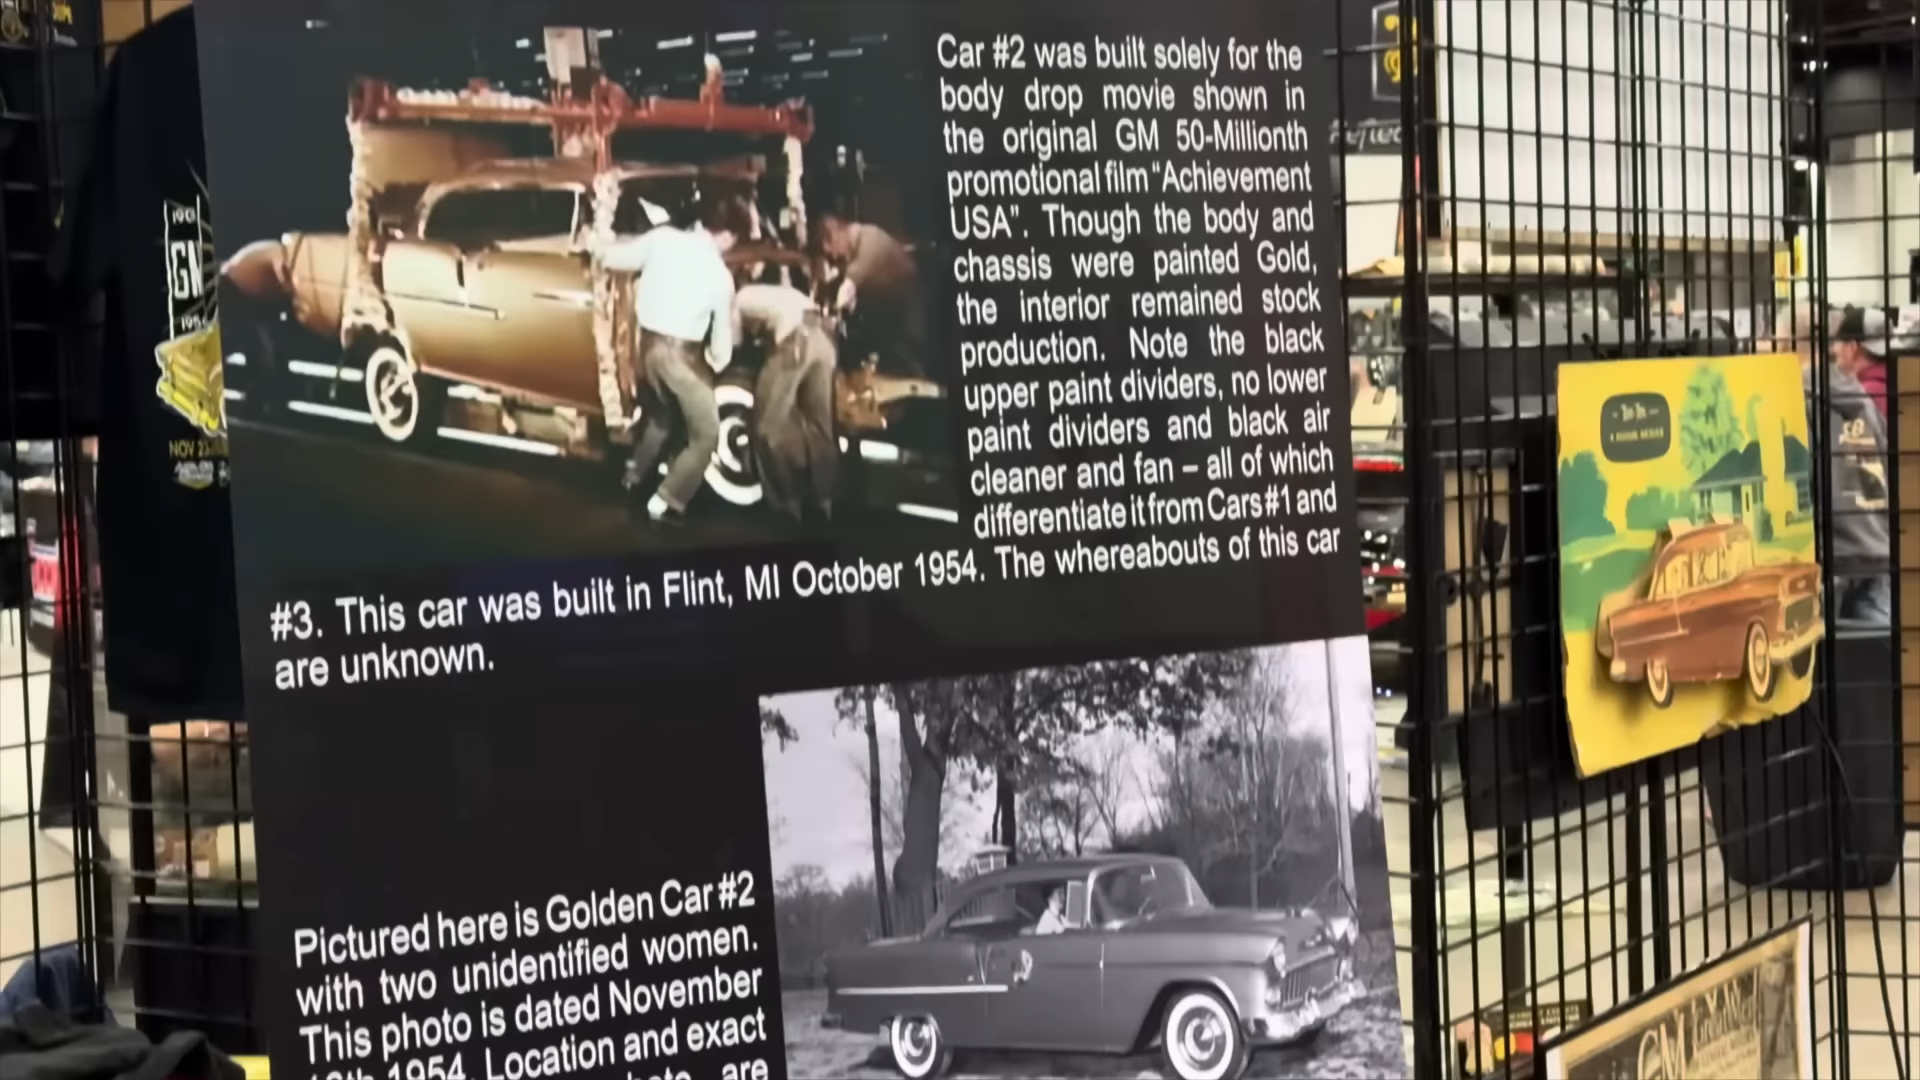 Car #2 was built solely for the
body drop movie shown in
the original GM 50-Millionth
promotional film "Achievement
USA". Though the body and
chassis were painted Gold,
the interior remained stock
production. Note the black
upper paint dividers, no lower
paint dividers and black air
cleaner and fan – all of which
differentiate it from Cars #1 and
#3. This car was built in Flint, MI October 1954. The whereabouts of this car
are unknown.
Pictured here is Golden Car #2
with two unidentified women.
This photo is dated November
1954. Location and exact
are
NOV
GM